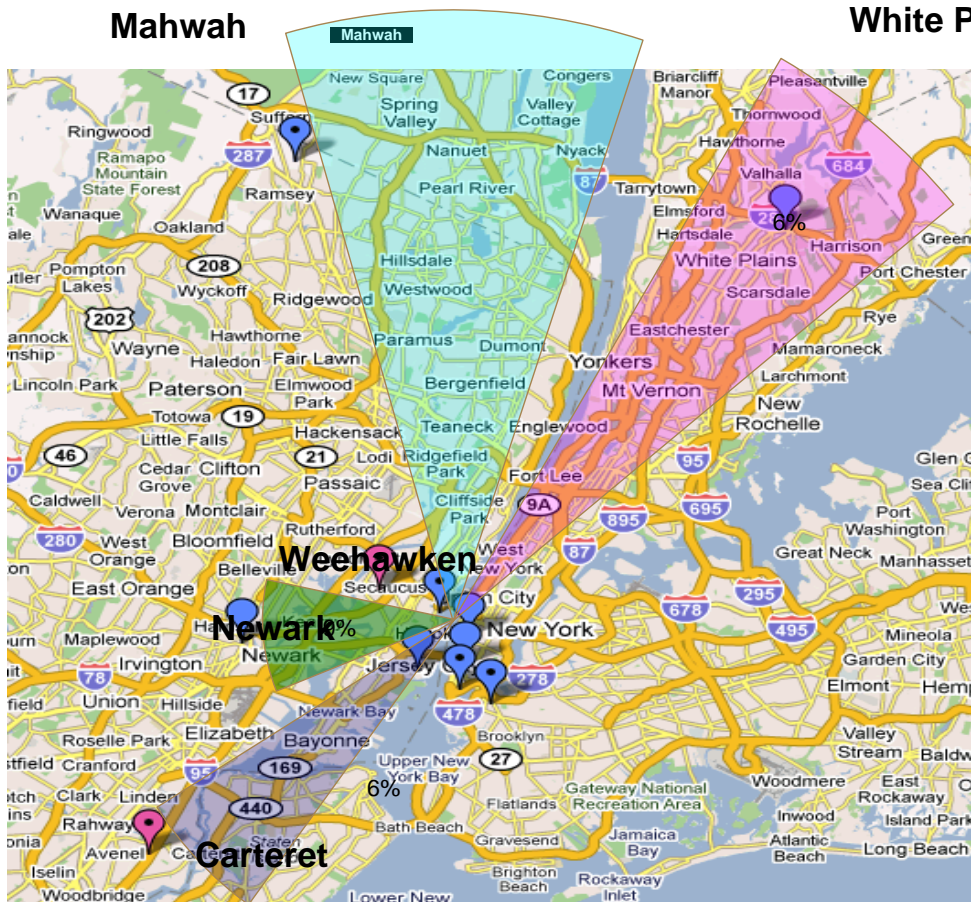 Mahwah
White P
Mahwah
New Square
Congers
Briarcliff
Manor
Pleasantville
17
Suffern
Spring
Valley
Valley
Cottage
Thornwood
Ringwood
Hawthorne
287
Nanuet
Nyack
684
Ramapo
Mountain
State Forest
Ramsey
Pearl River
87
Tarrytown
Valhalla
Wanaque
Elmsford
6%
Oakland
Hartsdale
Harrison
Green
Hillsdale
White Plains
208
Pompton
Lakes
Port Chester
Wyckoff
Westwood
Scarsdale
Ridgewood
202
Rye
Eastchester
Hawthorne
Paramus
Dumont
Wayne
Haledon
Fair Lawn
Yonkers
Mamaroneck
Lincoln Park
Paterson
Elmwood
Park
Bergenfield
Mt Vernon
Larchmont
Totowa
19
New
Rochelle
Little Falls
Hackensack
Teaneck
Englewood
46
21
Lodi
Ridgefield
Park
95
Cedar
Grove
Clifton
Passaic
Fort Lee
Glen C
Sea Cli
Caldwell
Verona
Montclair
Cliffside
Park
9A
695
895
Port
Washington
280
West
Orange
Bloomfield
Rutherford
87
Great Neck
Weehawken
West
New York
Manhasset
Belleville
Secaucus
East Orange
295
678
Newark
0%
New York
495
Mineola
Maplewood
Newark
Irvington
Jersey C
Garden City
78
278
Elmont
Union
Hillside
Newark Bay
478
Elizabeth
Bayonne
Brooklyn
Valley
Stream
Roselle Park
Cranford
95
169
Upper New
York Bay
27
Woodmere
East
Rockaway
Clark
Linden
6%
Gateway National
Recreation Area
440
Flatlands
Inwood
Island Park
Rahway
Bath Beach
Gravesend
Jamaica
Bay
Atlantic
Beach
Long Beach
Avenel
Carteret
Iselin
Brighton
Beach
Rockaway
Inlet
Woodbridge
Lower New